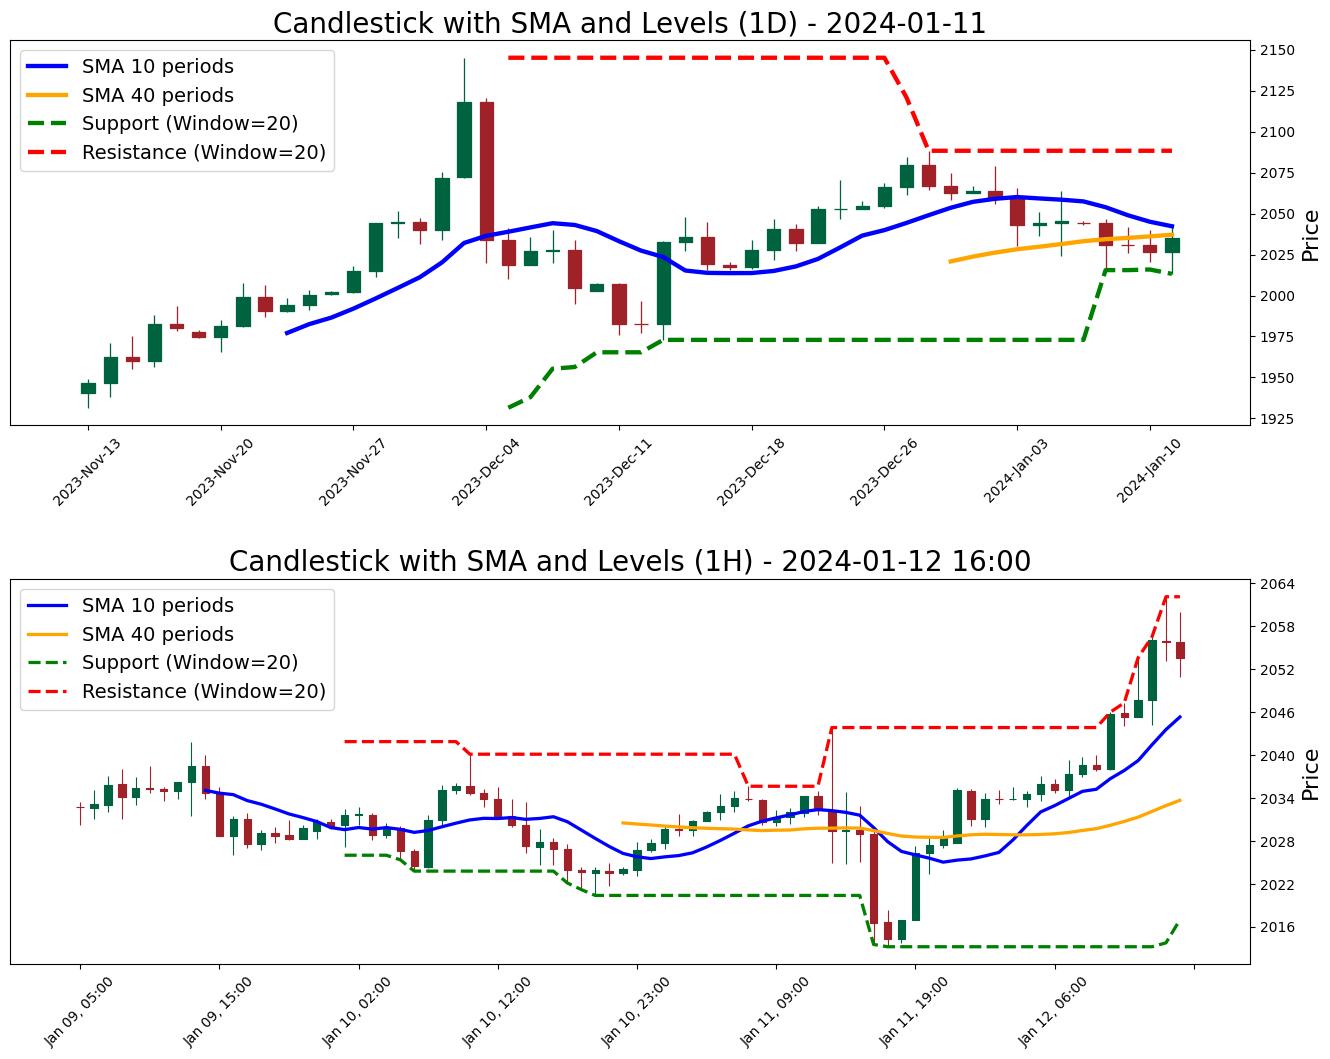 Candlestick with SMA and Levels (1D) - 2024-01-11
SMA 10 periods
SMA 40 periods
Support (Window=20)
Resistance (Window=20)
2150
2125
2100
2075
2050
2025
2000
1975
1950
1925
Price
2023-Nov-13
2023-Nov-20
2023-Nov-27
2023-Dec-04
2023-Dec-11
2023-Dec-18
2023-Dec-26
2024-Jan-03
2024-Jan-10
Candlestick with SMA and Levels (1H) - 2024-01-12 16:00
SMA 10 periods
SMA 40 periods
Support (Window=20)
Resistance (Window=20)
2064
2058
2052
2046
2040
2034
2028
2022
2016
Price
Jan 09, 05:00
Jan 09, 15:00
Jan 10, 02:00
Jan 10, 12:00
Jan 10, 23:00
Jan 11, 09:00
Jan 11, 19:00
Jan 12, 06:00